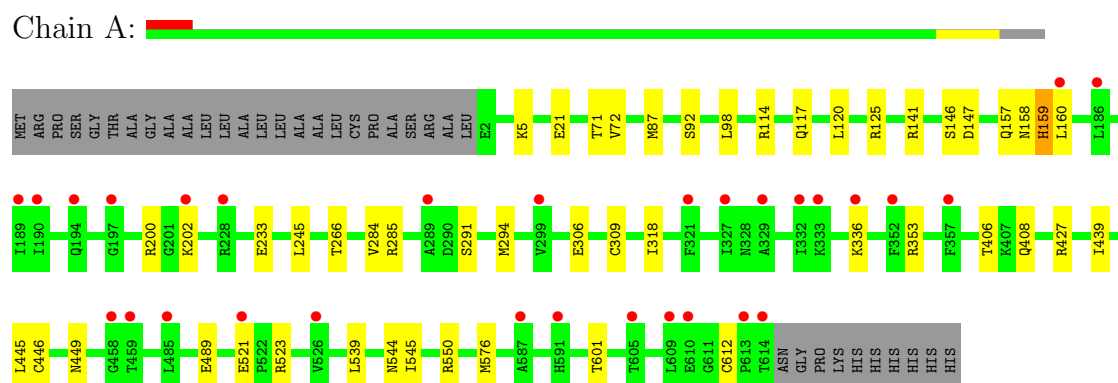 Chain A:
MET ARG PRO SER GLY THR ALA GLY ALA ALA LEU LEU ALA LEU LEU ALA ALA LEU CYS PRO ALA SER ARG ALA LEU E2 K5 E21 T71 V72 M87 S92 L98 R114 Q117 L120 R125 R141 S146 D147 Q157 N158 H159 L160 L186
I189 I190 Q194 G197 R200 G201 K202 R228 E233 L245 T266 V284 R285 A289 D290 S291 M294 V299 E306 C309 I318 F321 I327 N328 A329 I332 K333 K336 F352 R353 F357 T406 K407 Q408 R427 I439
L445 C446 N449 G458 T459 L485 E489 E521 P522 R523 V526 L539 N544 I545 R550 M576 A587 H591 T601 T605 L609 E610 G611 C612 P613 T614 ASN GLY PRO LYS HIS HIS HIS HIS HIS HIS